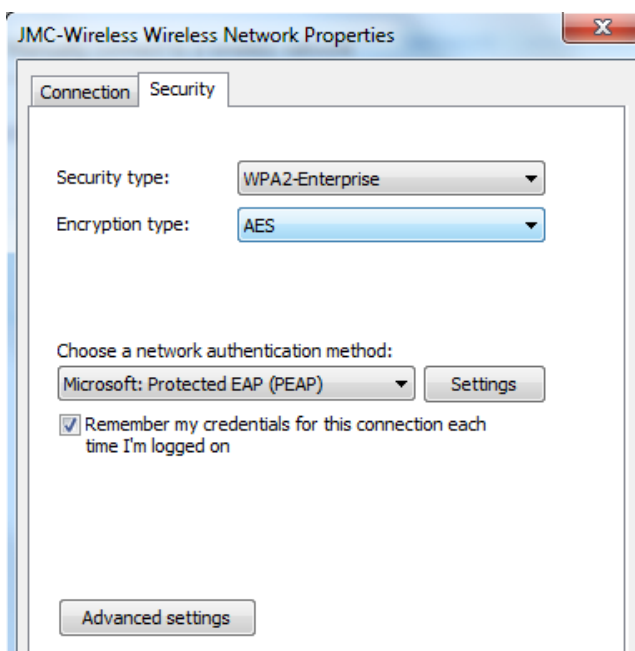 JMC-Wireless Wireless Network Properties
Connection Security
Security type: WPA2-Enterprise
Encryption type: AES
Choose a network authentication method:
Microsoft: Protected EAP (PEAP) Settings
Remember my credentials for this connection each
time I'm logged on
Advanced settings